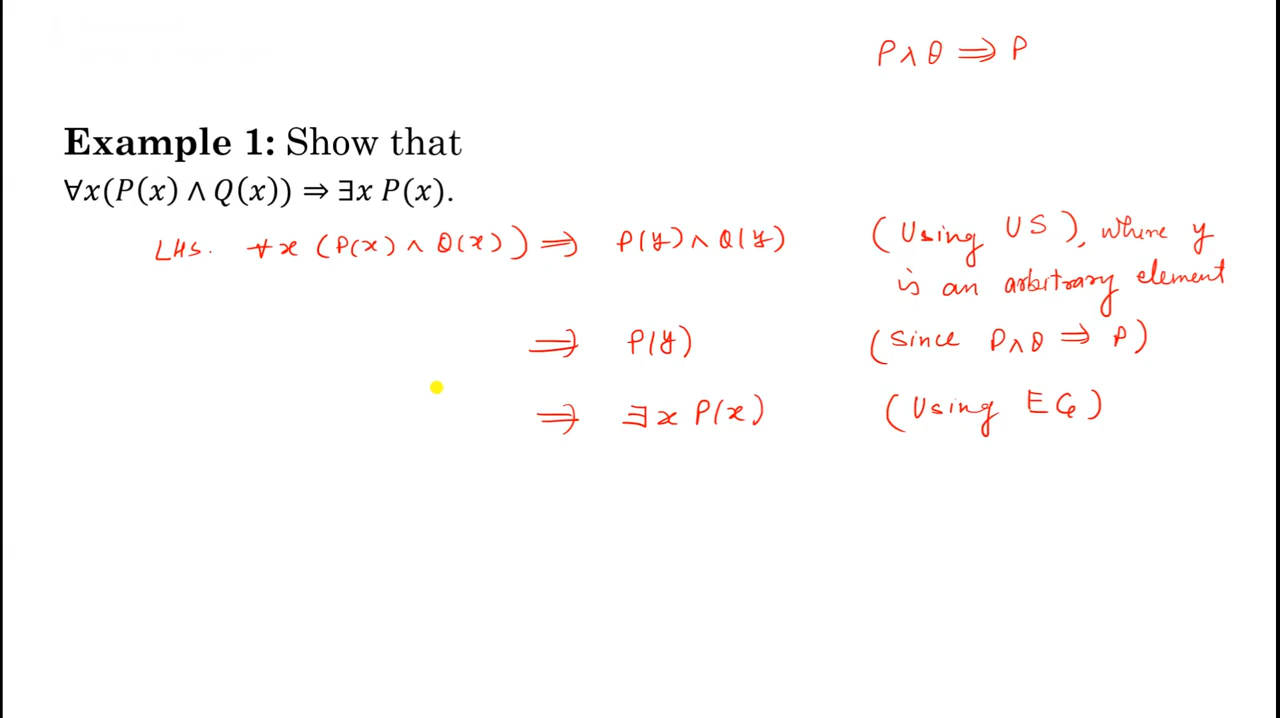 P ∧ Q ⟹ P
Example 1: Show that
∀x(P(x) ∧ Q(x)) ⇒ ∃x P(x).
LHS. ∀x (P(x) ∧ Q(x)) ⟹ P(y) ∧ Q(y) (Using US), where y
is an arbitrary element
⟹ P(y) (Since P ∧ Q ⟹ P)
⟹ ∃x P(x) (Using EG)